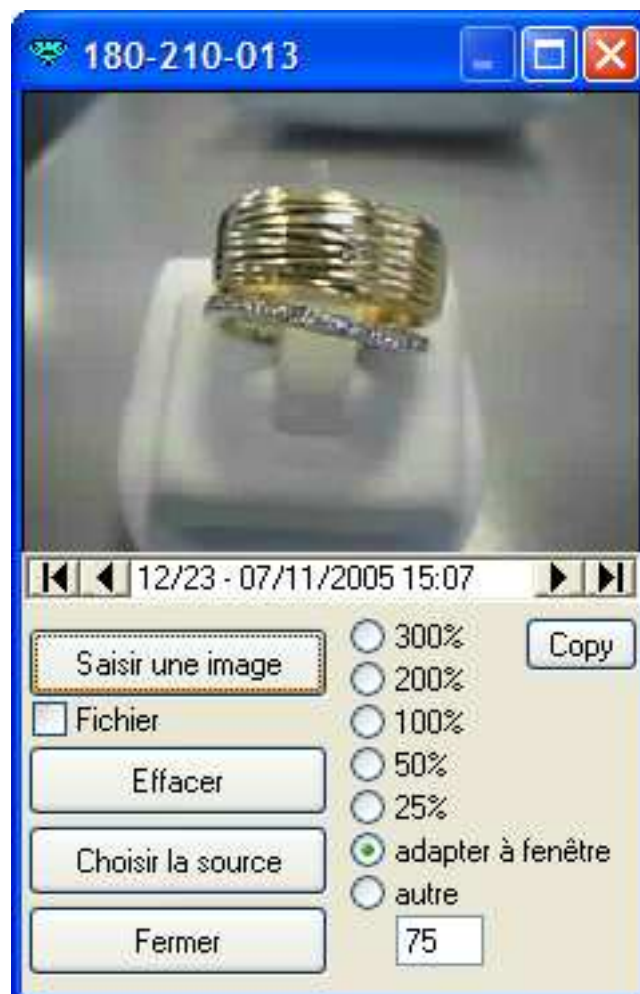 180-210-013
12/23 - 07/11/2005 15:07
Saisir une image
Fichier
Effacer
Choisir la source
Fermer
300%
200%
100%
50%
25%
adapter à fenêtre
autre
75
Copy